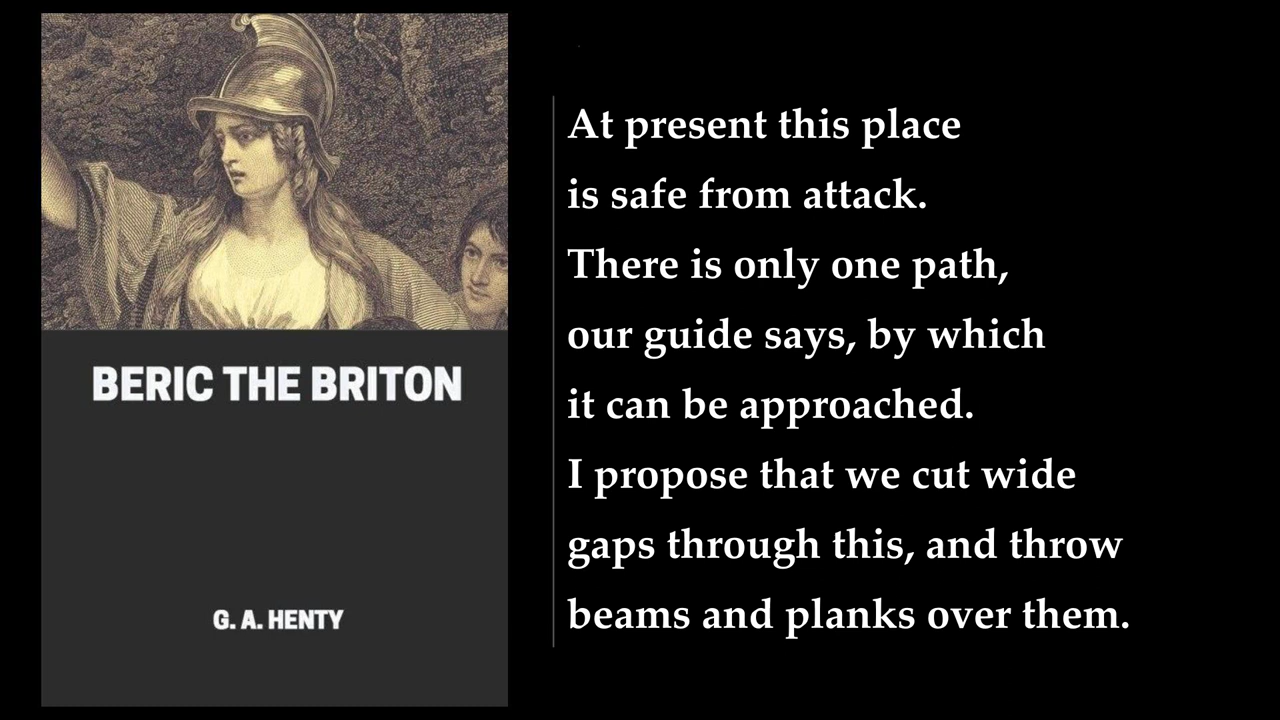 BERIC THE BRITON
G. A. HENTY
At present this place
is safe from attack.
There is only one path,
our guide says, by which
it can be approached.
I propose that we cut wide
gaps through this, and throw
beams and planks over them.